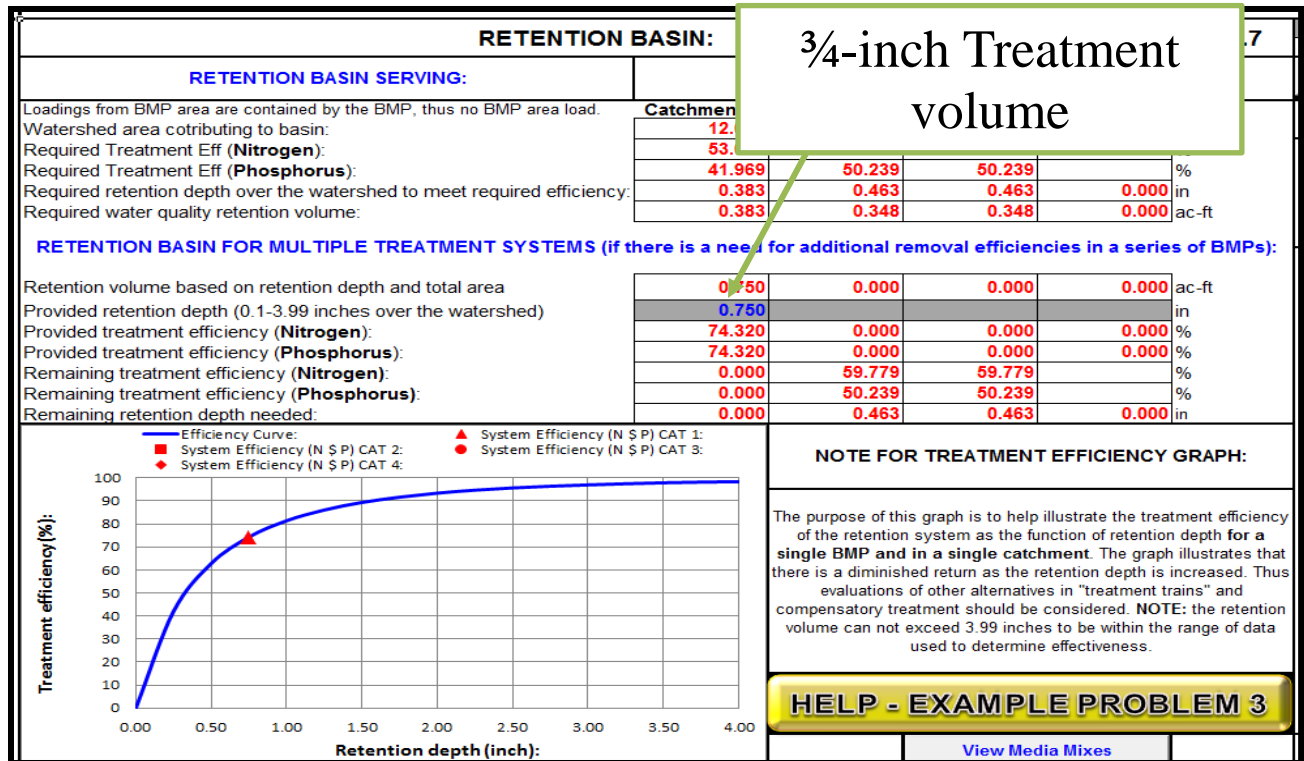 RETENTION BASIN: .7
¾-inch Treatment
volume
RETENTION BASIN SERVING:
Loadings from BMP area are contained by the BMP, thus no BMP area load.
Watershed area cotributing to basin: 12.
Required Treatment Eff (Nitrogen): 53.
Required Treatment Eff (Phosphorus): 41.969 50.239 50.239 %
Required retention depth over the watershed to meet required efficiency: 0.383 0.463 0.463 0.000 in
Required water quality retention volume: 0.383 0.348 0.348 0.000 ac-ft
RETENTION BASIN FOR MULTIPLE TREATMENT SYSTEMS (if there is a need for additional removal efficiencies in a series of BMPs):
Retention volume based on retention depth and total area 0.750 0.000 0.000 0.000 ac-ft
Provided retention depth (0.1-3.99 inches over the watershed) 0.750 in
Provided treatment efficiency (Nitrogen): 74.320 0.000 0.000 0.000 %
Provided treatment efficiency (Phosphorus): 74.320 0.000 0.000 0.000 %
Remaining treatment efficiency (Nitrogen): 0.000 59.779 59.779 %
Remaining treatment efficiency (Phosphorus): 0.000 50.239 50.239 %
Remaining retention depth needed: 0.000 0.463 0.463 0.000 in
Efficiency Curve: System Efficiency (N $ P) CAT 1:
System Efficiency (N $ P) CAT 2: System Efficiency (N $ P) CAT 3:
System Efficiency (N $ P) CAT 4:
Treatment efficiency(%):
100
90
80
70
60
50
40
30
20
10
0
0.00 0.50 1.00 1.50 2.00 2.50 3.00 3.50 4.00
Retention depth (inch):
NOTE FOR TREATMENT EFFICIENCY GRAPH:
The purpose of this graph is to help illustrate the treatment efficiency
of the retention system as the function of retention depth for a
single BMP and in a single catchment. The graph illustrates that
there is a diminished return as the retention depth is increased. Thus
evaluations of other alternatives in "treatment trains" and
compensatory treatment should be considered. NOTE: the retention
volume can not exceed 3.99 inches to be within the range of data
used to determine effectiveness.
HELP - EXAMPLE PROBLEM 3
View Media Mixes